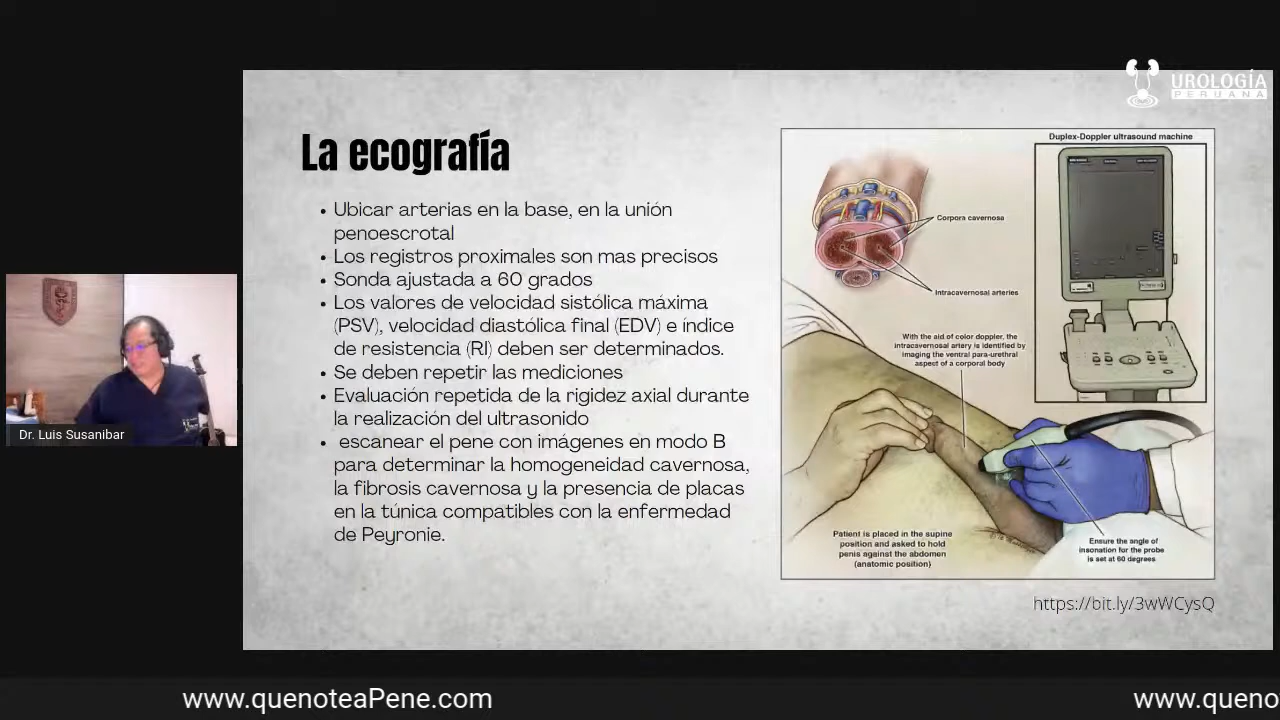 UROLOGÍA
PERUANA
La ecografía
• Ubicar arterias en la base, en la unión
penoescrotal
• Los registros proximales son mas precisos
• Sonda ajustada a 60 grados
• Los valores de velocidad sistólica máxima
(PSV), velocidad diastólica final (EDV) e índice
de resistencia (RI) deben ser determinados.
• Se deben repetir las mediciones
• Evaluación repetida de la rigidez axial durante
la realización del ultrasonido
• escanear el pene con imágenes en modo B
para determinar la homogeneidad cavernosa,
la fibrosis cavernosa y la presencia de placas
en la túnica compatibles con la enfermedad
de Peyronie.
Duplex-Doppler ultrasound machine
Corpora cavernosa
Intracavernosal arteries
With the aid of color doppler, the
intracavernosal artery is identified by
imaging the ventral para-urethral
aspect of a corporal body
Patient is placed in the supine
position and asked to hold
penis against the abdomen
(anatomic position)
Ensure the angle of
insonation for the probe
is set at 60 degrees
https://bit.ly/3wWCysQ
Dr. Luis Susanibar
www.quenoteaPene.com
www.queno